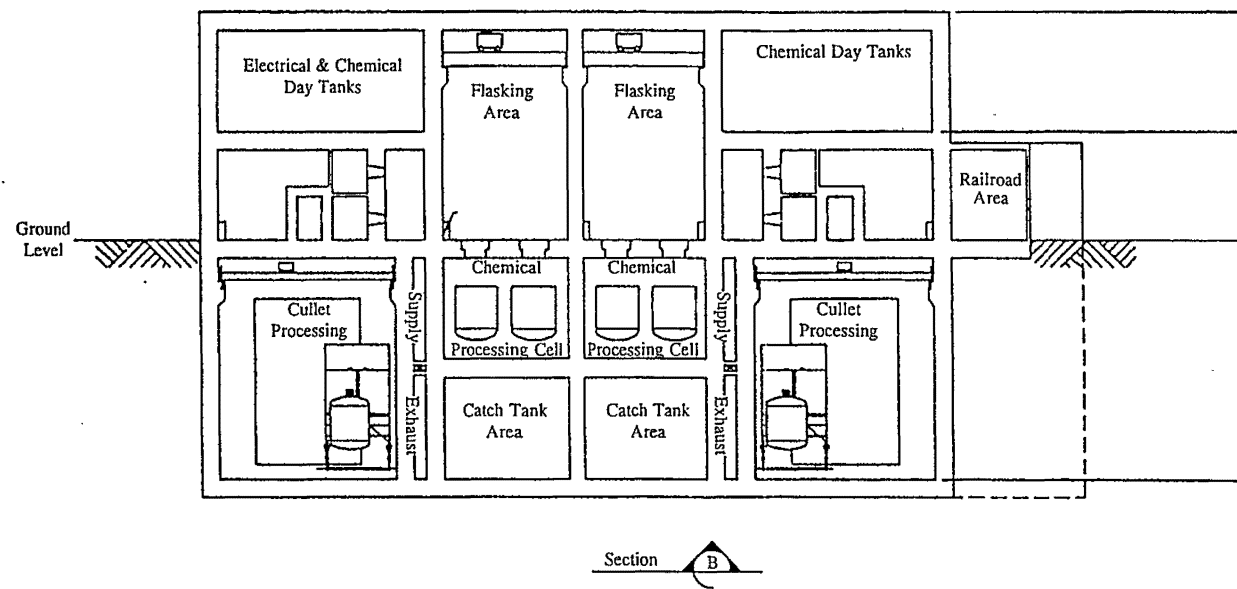 Electrical & Chemical
Day Tanks
Flasking
Area
Flasking
Area
Chemical Day Tanks
Railroad
Area
Ground
Level
Cullet
Processing
Supply
Chemical
Processing Cell
Chemical
Processing Cell
Supply
Cullet
Processing
Exhaust
Catch Tank
Area
Catch Tank
Area
Exhaust
Section
B